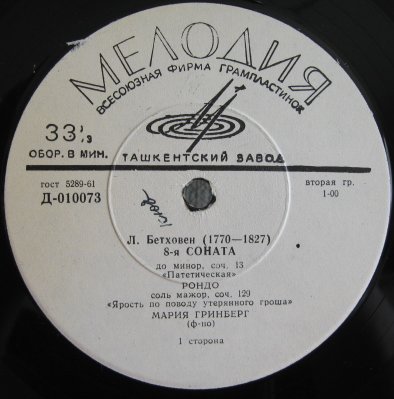 МЕЛОДИЯ
ВСЕСОЮЗНАЯ ФИРМА ГРАМПЛАСТИНОК
33⅓
ОБОР. В МИН.
ТАШКЕНТСКИЙ ЗАВОД
гост 5289-61
Д-010073
вторая гр.
1-00
Л. Бетховен (1770—1827)
8-я СОНАТА
до минор, соч. 13
«Патетическая»
РОНДО
соль мажор, соч. 129
«Ярость по поводу утерянного гроша»
МАРИЯ ГРИНБЕРГ
(ф-но)
1 сторона